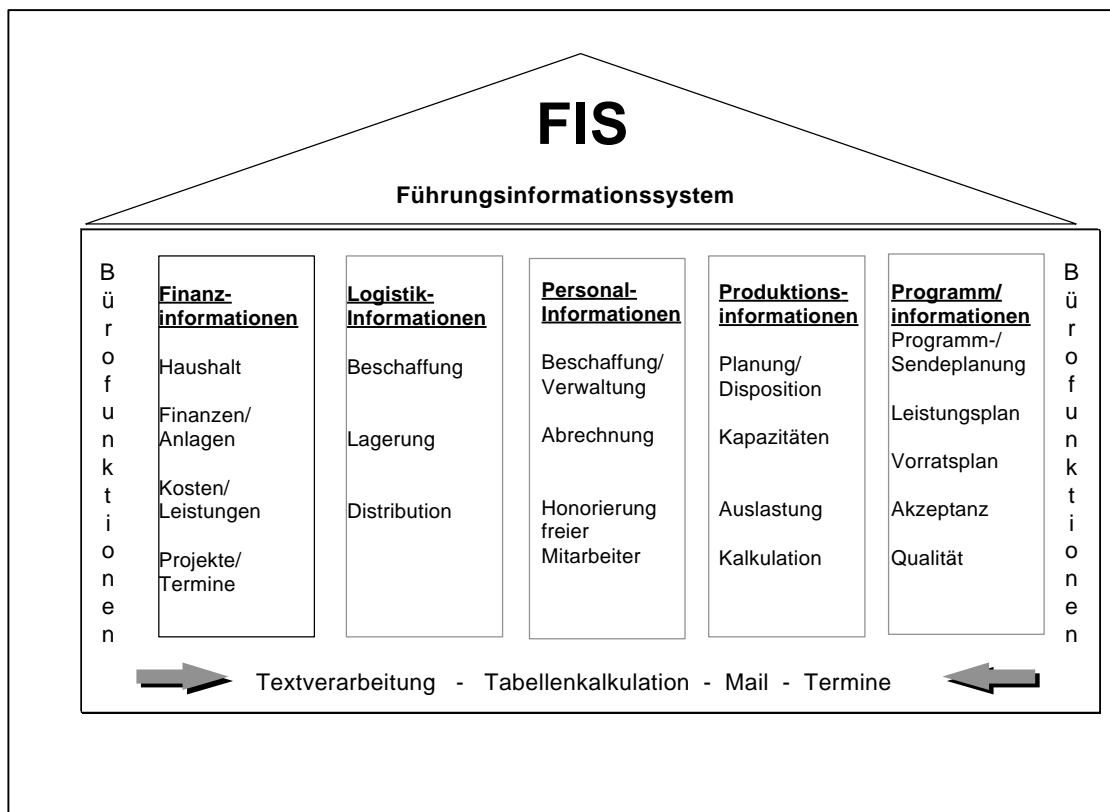 FIS
Führungsinformationssystem
Bürofunktionen
Finanz-
informationen
Haushalt
Finanzen/
Anlagen
Kosten/
Leistungen
Projekte/
Termine
Logistik-
Informationen
Beschaffung
Lagerung
Distribution
Personal-
Informationen
Beschaffung/
Verwaltung
Abrechnung
Honorierung
freier
Mitarbeiter
Produktions-
informationen
Planung/
Disposition
Kapazitäten
Auslastung
Kalkulation
Programm/
informationen
Programm-/
Sendeplanung
Leistungsplan
Vorratsplan
Akzeptanz
Qualität
Bürofunktionen
Textverarbeitung - Tabellenkalkulation - Mail - Termine